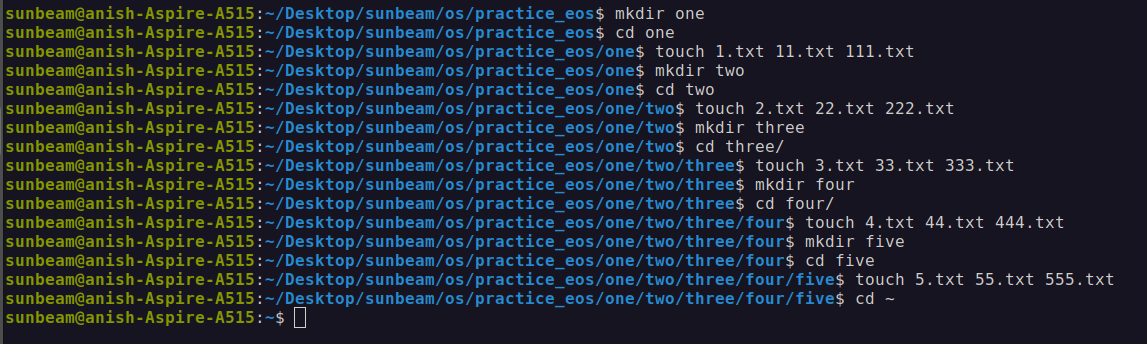 sunbeam@anish-Aspire-A515:~/Desktop/sunbeam/os/practice_eos$ mkdir one
sunbeam@anish-Aspire-A515:~/Desktop/sunbeam/os/practice_eos$ cd one
sunbeam@anish-Aspire-A515:~/Desktop/sunbeam/os/practice_eos/one$ touch 1.txt 11.txt 111.txt
sunbeam@anish-Aspire-A515:~/Desktop/sunbeam/os/practice_eos/one$ mkdir two
sunbeam@anish-Aspire-A515:~/Desktop/sunbeam/os/practice_eos/one$ cd two
sunbeam@anish-Aspire-A515:~/Desktop/sunbeam/os/practice_eos/one/two$ touch 2.txt 22.txt 222.txt
sunbeam@anish-Aspire-A515:~/Desktop/sunbeam/os/practice_eos/one/two$ mkdir three
sunbeam@anish-Aspire-A515:~/Desktop/sunbeam/os/practice_eos/one/two$ cd three/
sunbeam@anish-Aspire-A515:~/Desktop/sunbeam/os/practice_eos/one/two/three$ touch 3.txt 33.txt 333.txt
sunbeam@anish-Aspire-A515:~/Desktop/sunbeam/os/practice_eos/one/two/three$ mkdir four
sunbeam@anish-Aspire-A515:~/Desktop/sunbeam/os/practice_eos/one/two/three$ cd four/
sunbeam@anish-Aspire-A515:~/Desktop/sunbeam/os/practice_eos/one/two/three/four$ touch 4.txt 44.txt 444.txt
sunbeam@anish-Aspire-A515:~/Desktop/sunbeam/os/practice_eos/one/two/three/four$ mkdir five
sunbeam@anish-Aspire-A515:~/Desktop/sunbeam/os/practice_eos/one/two/three/four$ cd five
sunbeam@anish-Aspire-A515:~/Desktop/sunbeam/os/practice_eos/one/two/three/four/five$ touch 5.txt 55.txt 555.txt
sunbeam@anish-Aspire-A515:~/Desktop/sunbeam/os/practice_eos/one/two/three/four/five$ cd ~
sunbeam@anish-Aspire-A515:~$